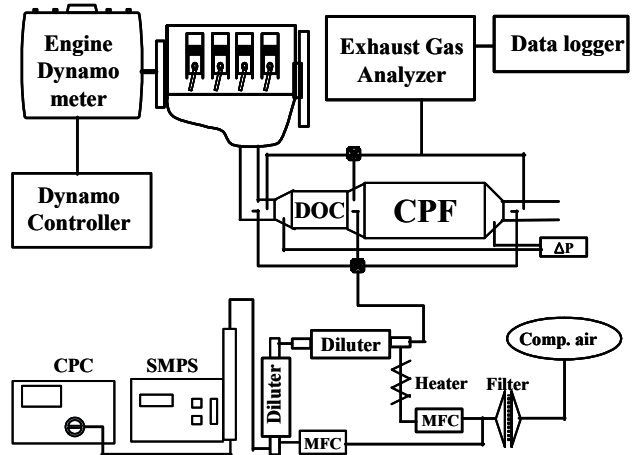 Engine
Dynamo
meter
Exhaust Gas
Analyzer
Data logger
Dynamo
Controller
DOC
CPF
ΔP
Diluter
Comp. air
CPC
SMPS
Diluter
Heater
Filter
MFC
MFC